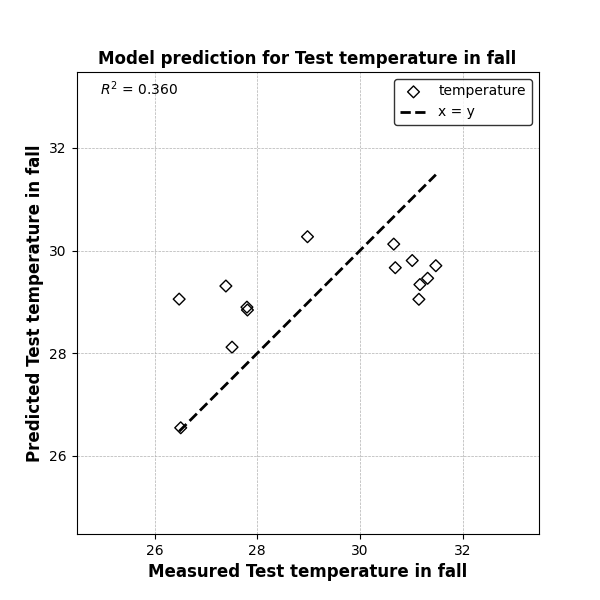 Model prediction for Test temperature in fall
R² = 0.360
temperature
x = y
Predicted Test temperature in fall
32
30
28
26
26 28 30 32
Measured Test temperature in fall